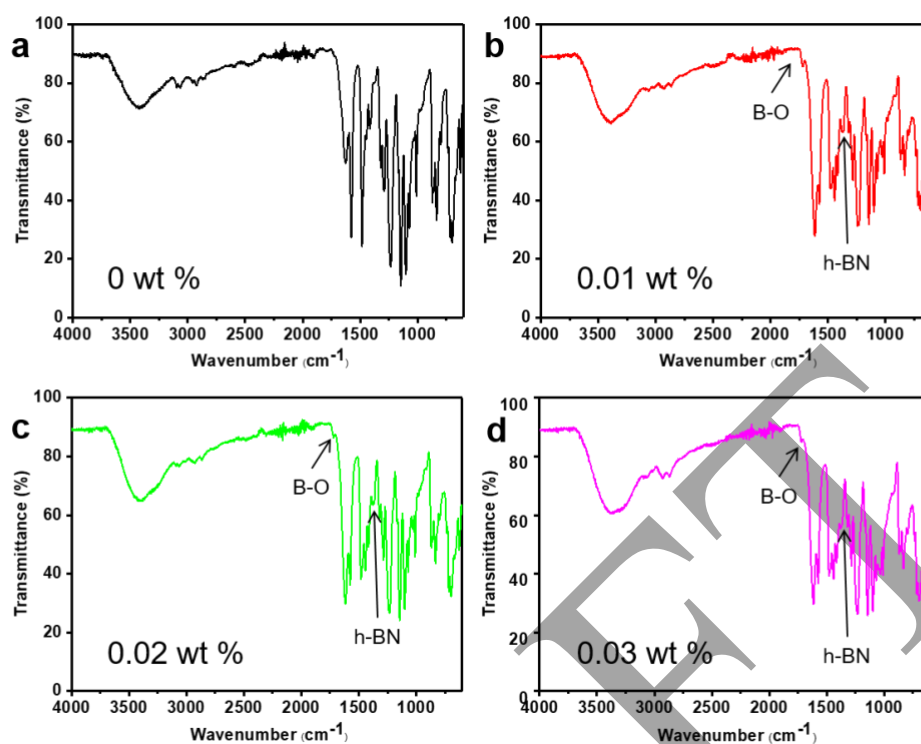 a
100
80
60
40
20
0
Transmittance (%)
0 wt %
4000 3500 3000 2500 2000 1500 1000
Wavenumber (cm-1)
b
100
80
60
40
20
0
Transmittance (%)
B-O
h-BN
0.01 wt %
4000 3500 3000 2500 2000 1500 1000
Wavenumber (cm-1)
c
100
80
60
40
20
0
Transmittance (%)
B-O
h-BN
0.02 wt %
4000 3500 3000 2500 2000 1500 1000
Wavenumber (cm-1)
d
100
80
60
40
20
0
Transmittance (%)
B-O
h-BN
0.03 wt %
4000 3500 3000 2500 2000 1500 1000
Wavenumber (cm-1)
FT